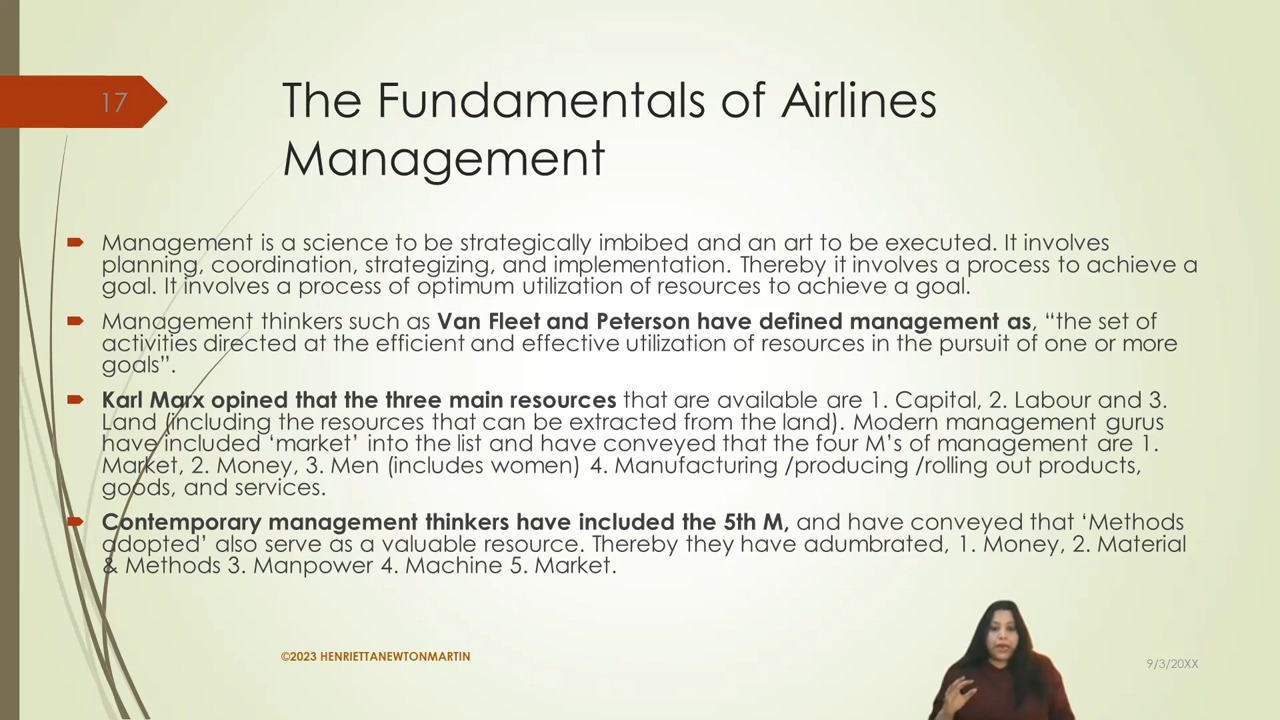 17
The Fundamentals of Airlines
Management
Management is a science to be strategically imbibed and an art to be executed. It involves
planning, coordination, strategizing, and implementation. Thereby it involves a process to achieve a
goal. It involves a process of optimum utilization of resources to achieve a goal.
Management thinkers such as Van Fleet and Peterson have defined management as, “the set of
activities directed at the efficient and effective utilization of resources in the pursuit of one or more
goals”.
Karl Marx opined that the three main resources that are available are 1. Capital, 2. Labour and 3.
Land (including the resources that can be extracted from the land). Modern management gurus
have included ‘market’ into the list and have conveyed that the four M’s of management are 1.
Market, 2. Money, 3. Men (includes women) 4. Manufacturing /producing /rolling out products,
goods, and services.
Contemporary management thinkers have included the 5th M, and have conveyed that ‘Methods
adopted’ also serve as a valuable resource. Thereby they have adumbrated, 1. Money, 2. Material
& Methods 3. Manpower 4. Machine 5. Market.
©2023 HENRIETTANEWTONMARTIN
9/3/20XX